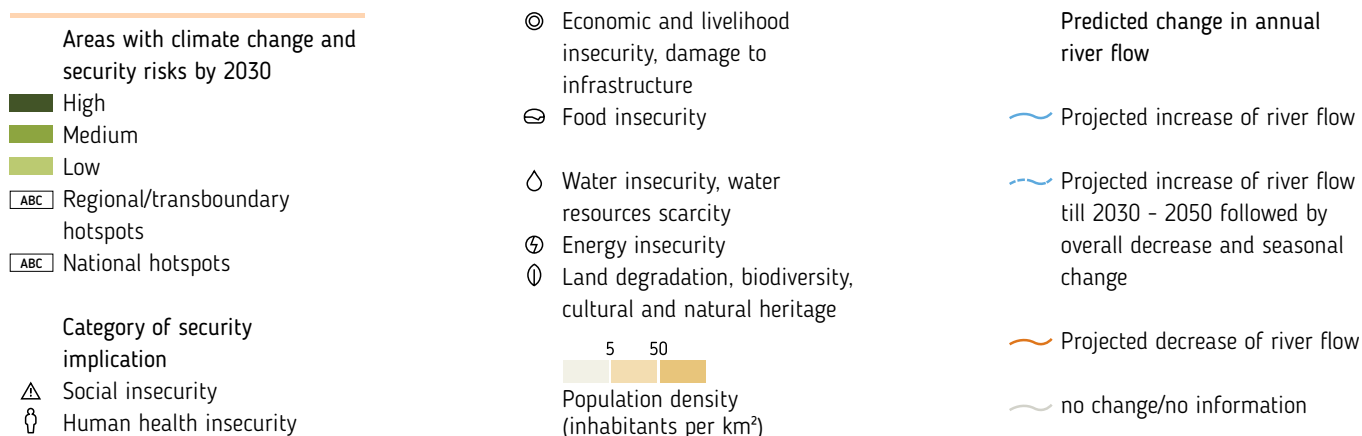 Areas with climate change and
security risks by 2030
High
Medium
Low
ABC Regional/transboundary
hotspots
ABC National hotspots
Category of security
implication
Social insecurity
Human health insecurity
Economic and livelihood
insecurity, damage to
infrastructure
Food insecurity
Water insecurity, water
resources scarcity
Energy insecurity
Land degradation, biodiversity,
cultural and natural heritage
5 50
Population density
(inhabitants per km²)
Predicted change in annual
river flow
Projected increase of river flow
Projected increase of river flow
till 2030 - 2050 followed by
overall decrease and seasonal
change
Projected decrease of river flow
no change/no information